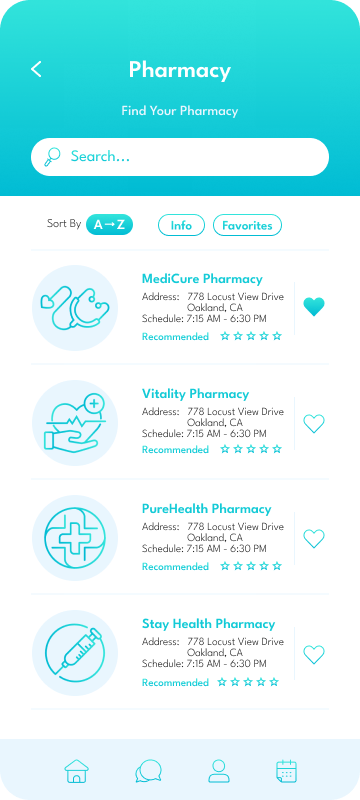 Pharmacy
Find Your Pharmacy
Search...
Sort By A→Z Info Favorites
MediCure Pharmacy
Address: 778 Locust View Drive
Oakland, CA
Schedule: 7:15 AM - 6:30 PM
Recommended
Vitality Pharmacy
Address: 778 Locust View Drive
Oakland, CA
Schedule: 7:15 AM - 6:30 PM
Recommended
PureHealth Pharmacy
Address: 778 Locust View Drive
Oakland, CA
Schedule: 7:15 AM - 6:30 PM
Recommended
Stay Health Pharmacy
Address: 778 Locust View Drive
Oakland, CA
Schedule: 7:15 AM - 6:30 PM
Recommended